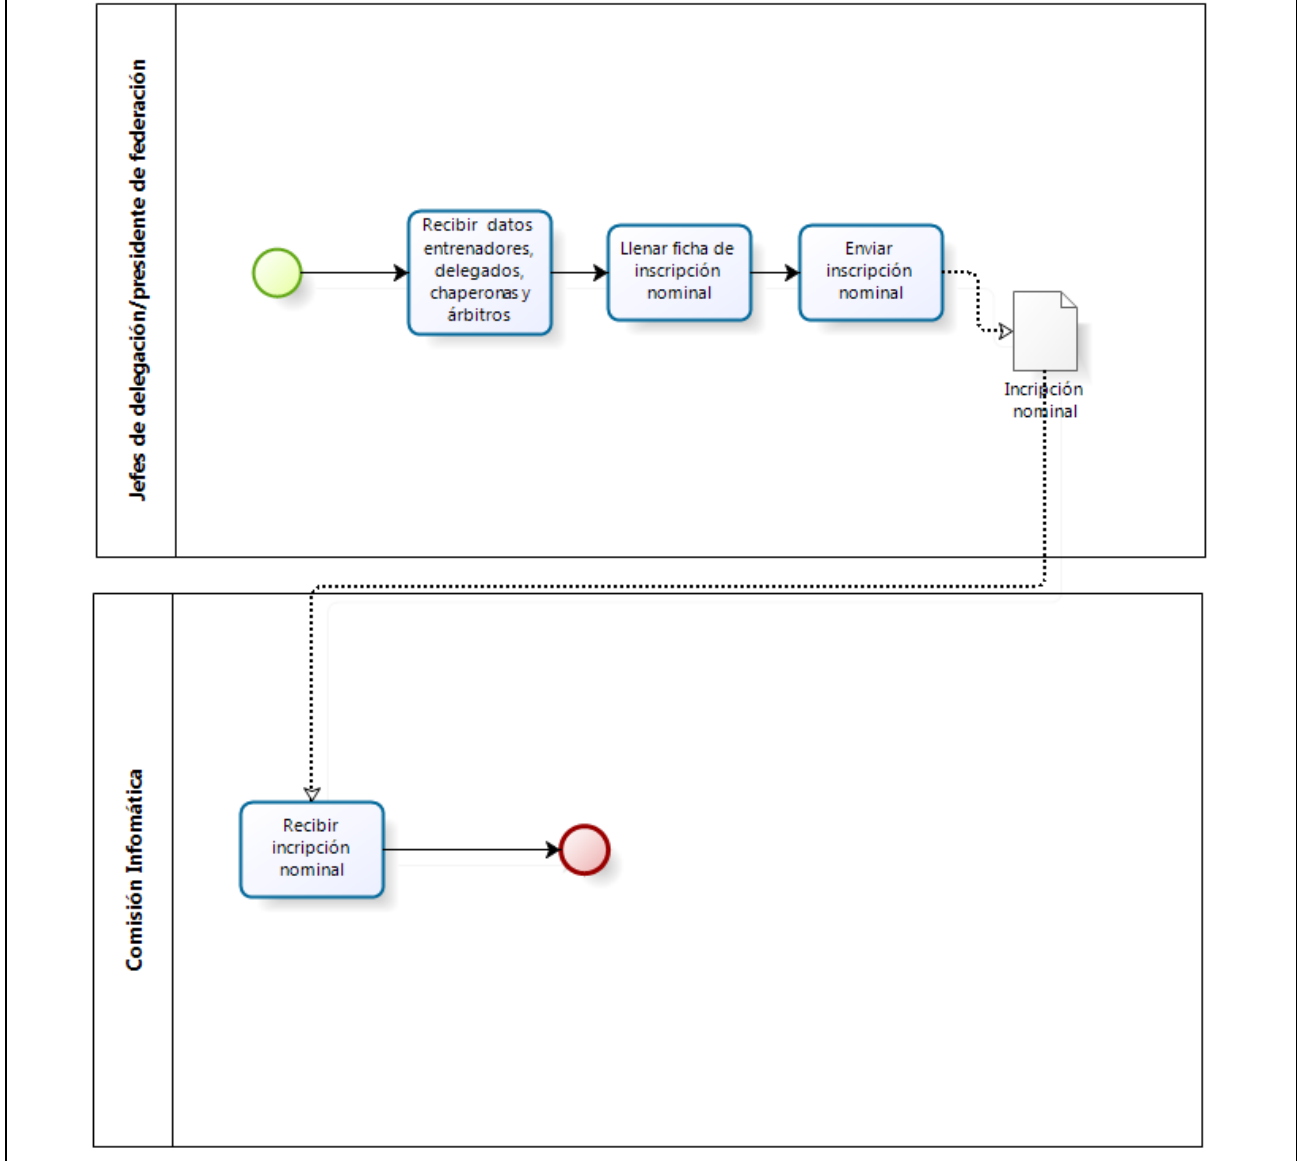 Jefes de delegación/presidente de federación
Recibir datos
entrenadores,
delegados,
chaperonas y
árbitros
Llenar ficha de
inscripción
nominal
Enviar
inscripción
nominal
Incripción
nominal
Comisión Infomática
Recibir
incripción
nominal